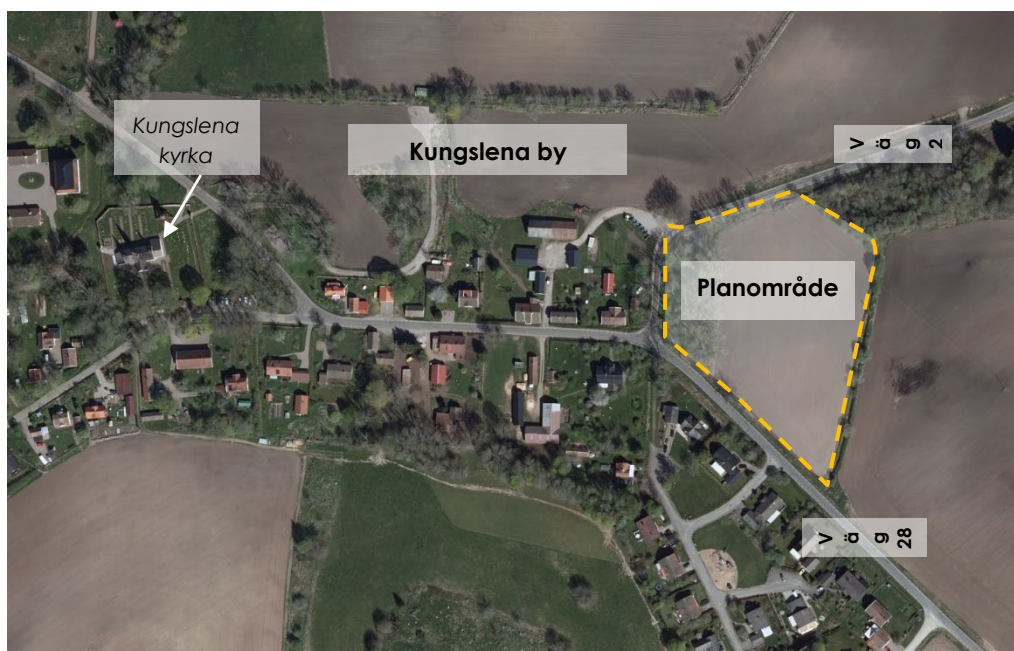 Kungslena
kyrka
Kungslena by
Väg 2
Planområde
Väg 28